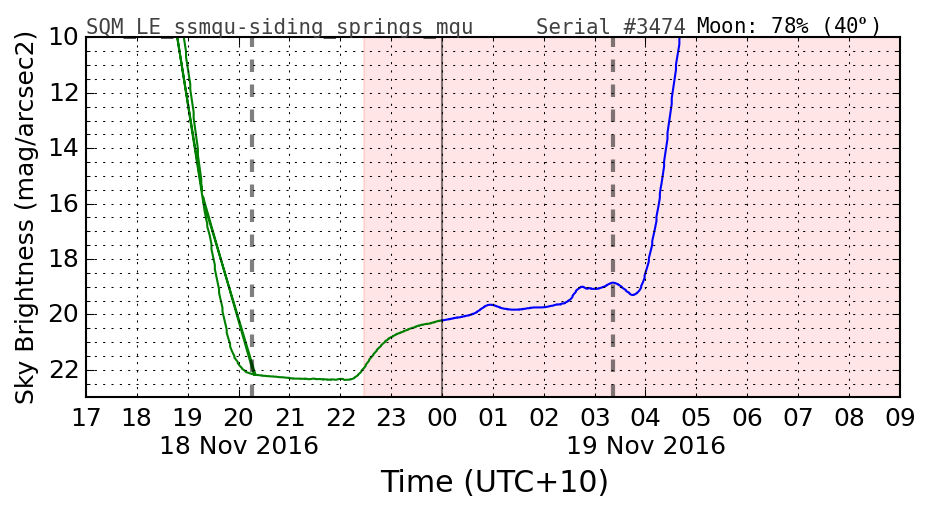 SQM_LE_ssmqu-siding_springs_mqu Serial #3474 Moon: 78% (40°)
Sky Brightness (mag/arcsec2)
10
12
14
16
18
20
22
17 18 19 20 21 22 23 00 01 02 03 04 05 06 07 08 09
18 Nov 2016 19 Nov 2016
Time (UTC+10)